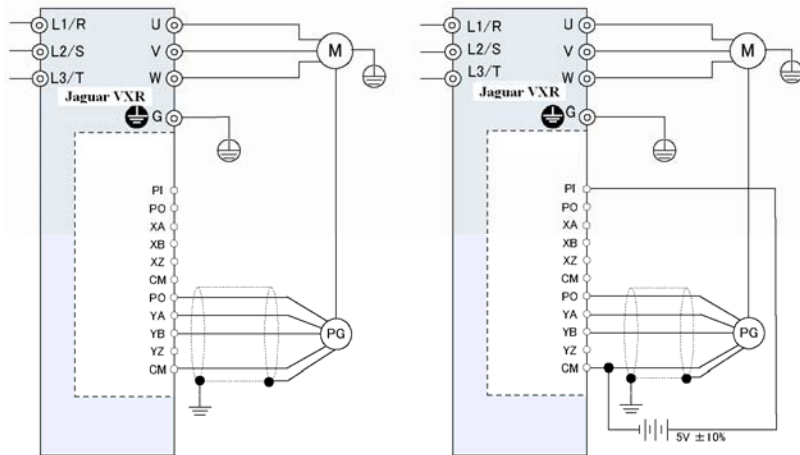 L1/R
U
L2/S
V
L3/T
W
Jaguar VXR
G
M
PI
PO
XA
XB
XZ
CM
PO
YA
YB
YZ
CM
PG
L1/R
U
L2/S
V
L3/T
W
Jaguar VXR
G
M
PI
PO
XA
XB
XZ
CM
PO
YA
YB
YZ
CM
PG
5V ±10%